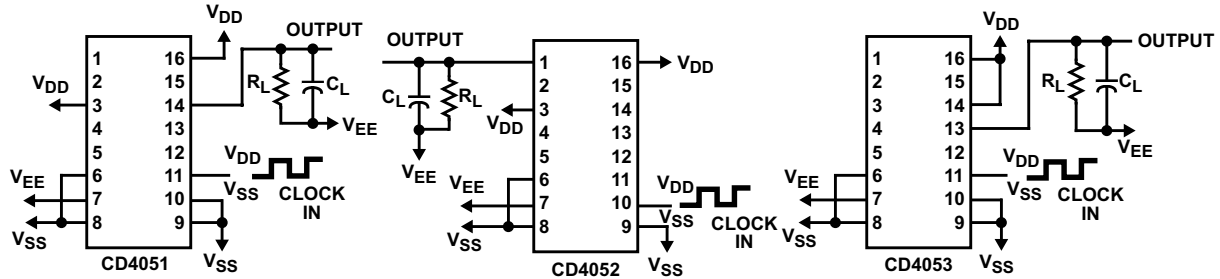 VDD
OUTPUT
1 16
2 15
3 14
4 13
5 12
6 11
7 10
8 9
VDD
RL
CL
VEE
VDD
VSS
CLOCK
IN
VEE
VSS
VSS
CD4051
OUTPUT
1 16
2 15
3 14
4 13
5 12
6 11
7 10
8 9
VDD
CL
RL
VDD
VEE
VEE
VDD
VSS
CLOCK
IN
VSS
VSS
CD4052
VDD
OUTPUT
1 16
2 15
3 14
4 13
5 12
6 11
7 10
8 9
RL
CL
VEE
VDD
VSS
CLOCK
IN
VEE
VSS
VSS
CD4053